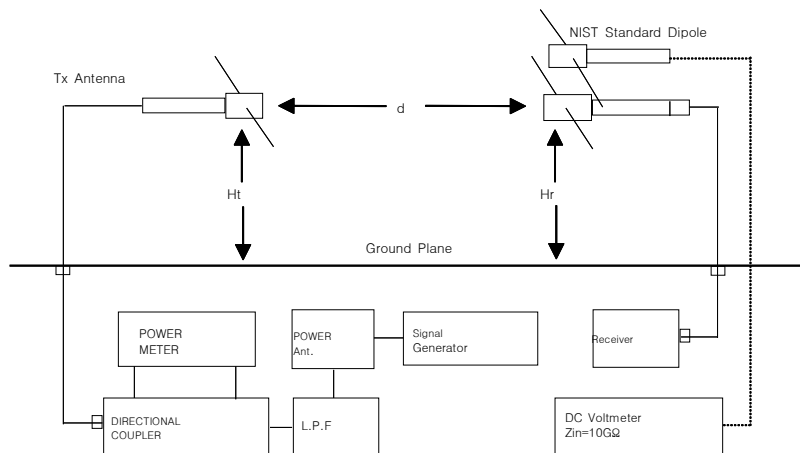 NIST Standard Dipole
Tx Antenna
d
Ht
Hr
Ground Plane
POWER
METER
POWER
Ant.
Signal
Generator
Receiver
DIRECTIONAL
COUPLER
L.P.F
DC Voltmeter
Zin=10GΩ